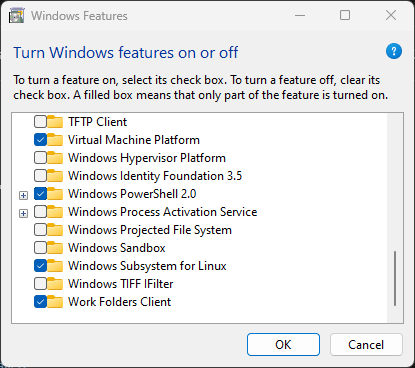 Windows Features
Turn Windows features on or off
?
To turn a feature on, select its check box. To turn a feature off, clear its
check box. A filled box means that only part of the feature is turned on.
TFTP Client
Virtual Machine Platform
Windows Hypervisor Platform
Windows Identity Foundation 3.5
Windows PowerShell 2.0
Windows Process Activation Service
Windows Projected File System
Windows Sandbox
Windows Subsystem for Linux
Windows TIFF IFilter
Work Folders Client
OK
Cancel